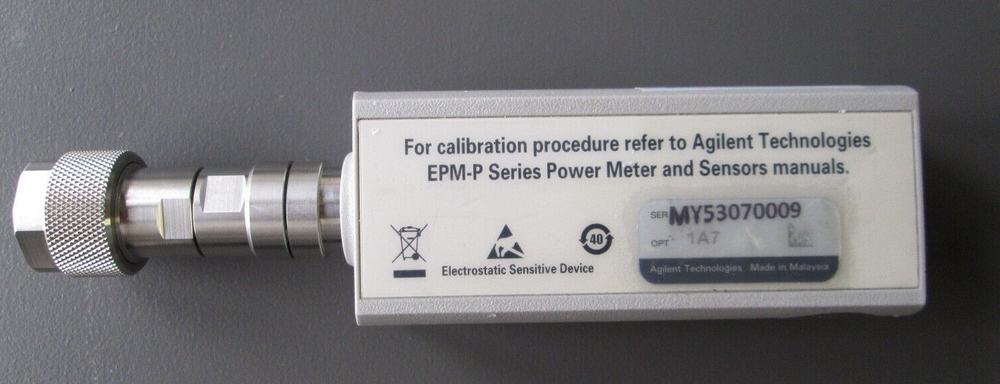 For calibration procedure refer to Agilent Technologies
EPM-P Series Power Meter and Sensors manuals.
Electrostatic Sensitive Device
40
SER MY53070009
OPT 1A7
Agilent Technologies Made in Malaysia